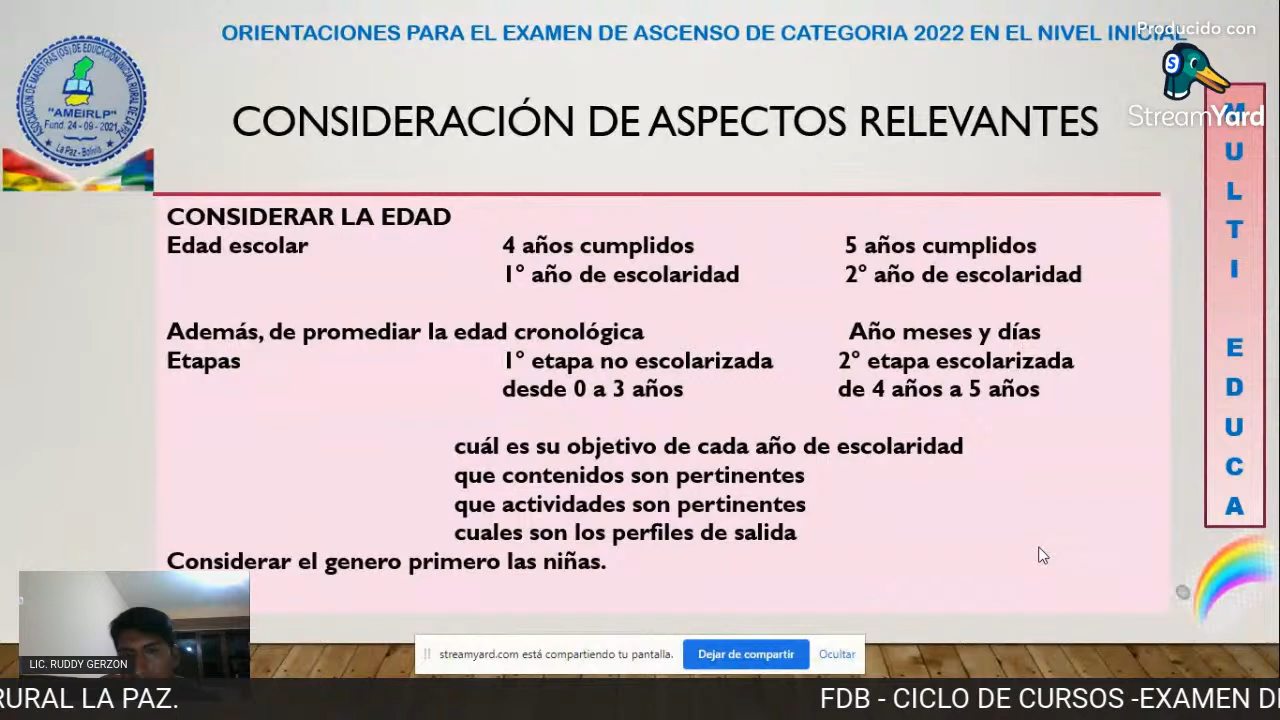 ORIENTACIONES PARA EL EXAMEN DE ASCENSO DE CATEGORIA 2022 EN EL NIVEL INICIAL
Producido con
StreamYard
"AMEIRLP"
Fund. 24 - 09 - 2021
La Paz - Bolivia
CONSIDERACIÓN DE ASPECTOS RELEVANTES
MULTI EDUCA
CONSIDERAR LA EDAD
Edad escolar 4 años cumplidos 5 años cumplidos
1° año de escolaridad 2° año de escolaridad
Además, de promediar la edad cronológica Año meses y días
Etapas 1° etapa no escolarizada 2° etapa escolarizada
desde 0 a 3 años de 4 años a 5 años
cuál es su objetivo de cada año de escolaridad
que contenidos son pertinentes
que actividades son pertinentes
cuales son los perfiles de salida
Considerar el genero primero las niñas.
LIC. RUDDY GERZON
streamyard.com está compartiendo tu pantalla. Dejar de compartir Ocultar
RURAL LA PAZ. FDB - CICLO DE CURSOS -EXAMEN